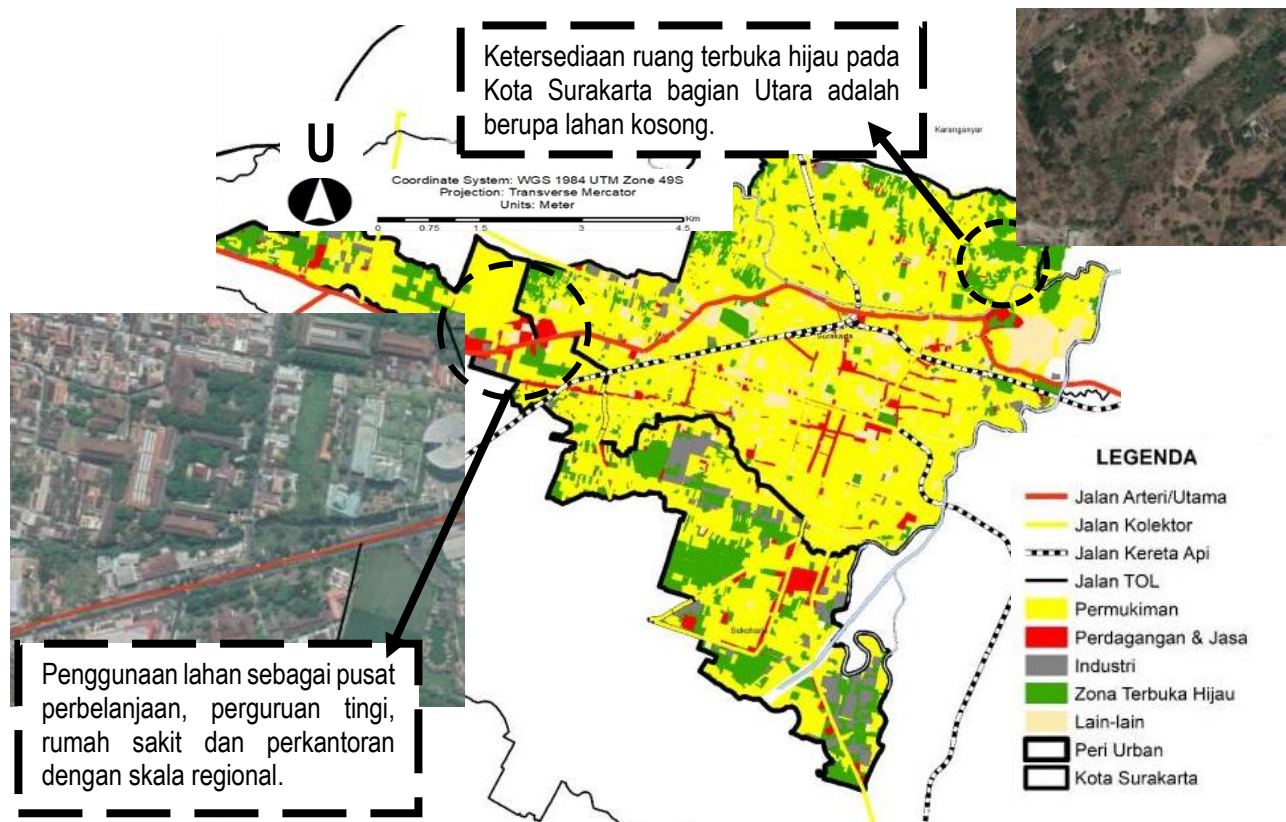 Ketersediaan ruang terbuka hijau pada
Kota Surakarta bagian Utara adalah
berupa lahan kosong.
Karanganyar
U
Coordinate System: WGS 1984 UTM Zone 49S
Projection: Transverse Mercator
Units: Meter
Km
0 0.75 1.5 3 4.5
Surakarta
Sukoharjo
LEGENDA
Jalan Arteri/Utama
Jalan Kolektor
Jalan Kereta Api
Jalan TOL
Permukiman
Perdagangan & Jasa
Industri
Zona Terbuka Hijau
Lain-lain
Peri Urban
Kota Surakarta
Penggunaan lahan sebagai pusat
perbelanjaan, perguruan tingi,
rumah sakit dan perkantoran
dengan skala regional.